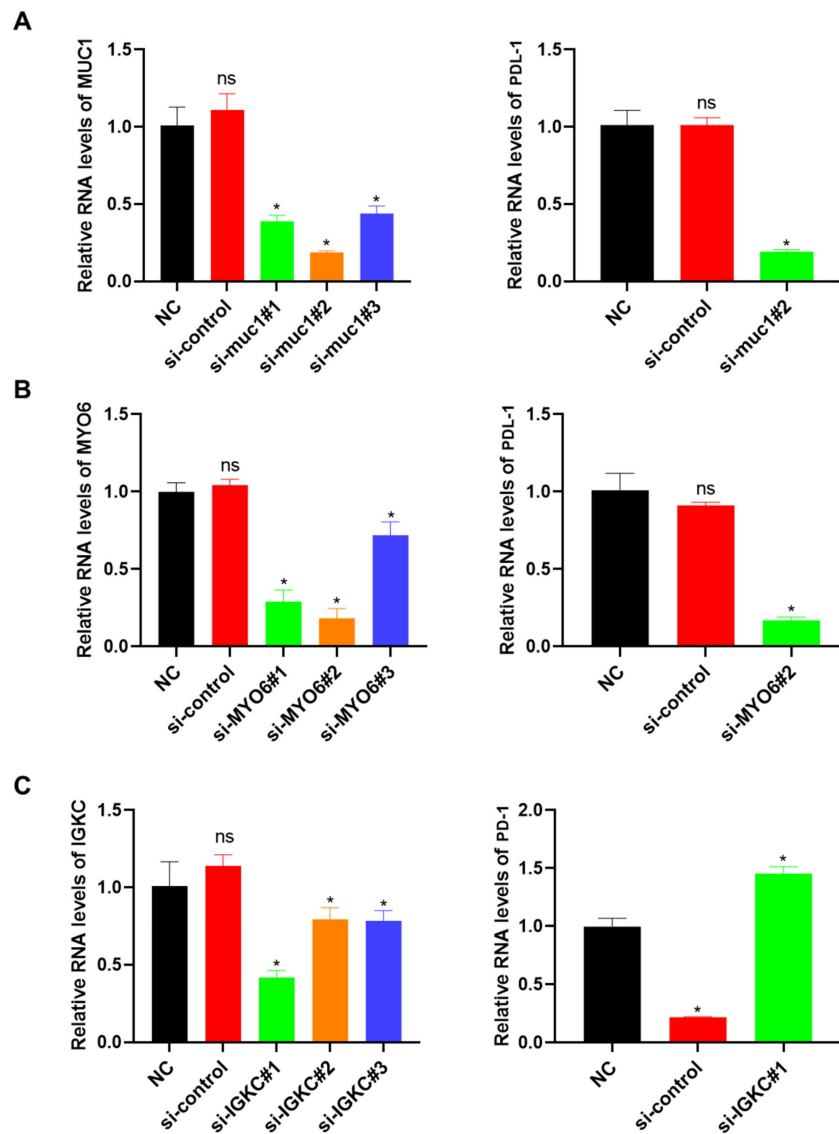 A
Relative RNA levels of MUC1
1.5
1.0
0.5
0.0
ns
*
*
*
NC
si-control
si-muc1#1
si-muc1#2
si-muc1#3
Relative RNA levels of PDL-1
1.5
1.0
0.5
0.0
ns
*
NC
si-control
si-muc1#2
B
Relative RNA levels of MYO6
1.5
1.0
0.5
0.0
ns
*
*
*
NC
si-control
si-MYO6#1
si-MYO6#2
si-MYO6#3
Relative RNA levels of PDL-1
1.5
1.0
0.5
0.0
ns
*
NC
si-control
si-MYO6#2
C
Relative RNA levels of IGKC
1.5
1.0
0.5
0.0
ns
*
*
*
NC
si-control
si-IGKC#1
si-IGKC#2
si-IGKC#3
Relative RNA levels of PD-1
2.0
1.5
1.0
0.5
0.0
*
*
NC
si-control
si-IGKC#1